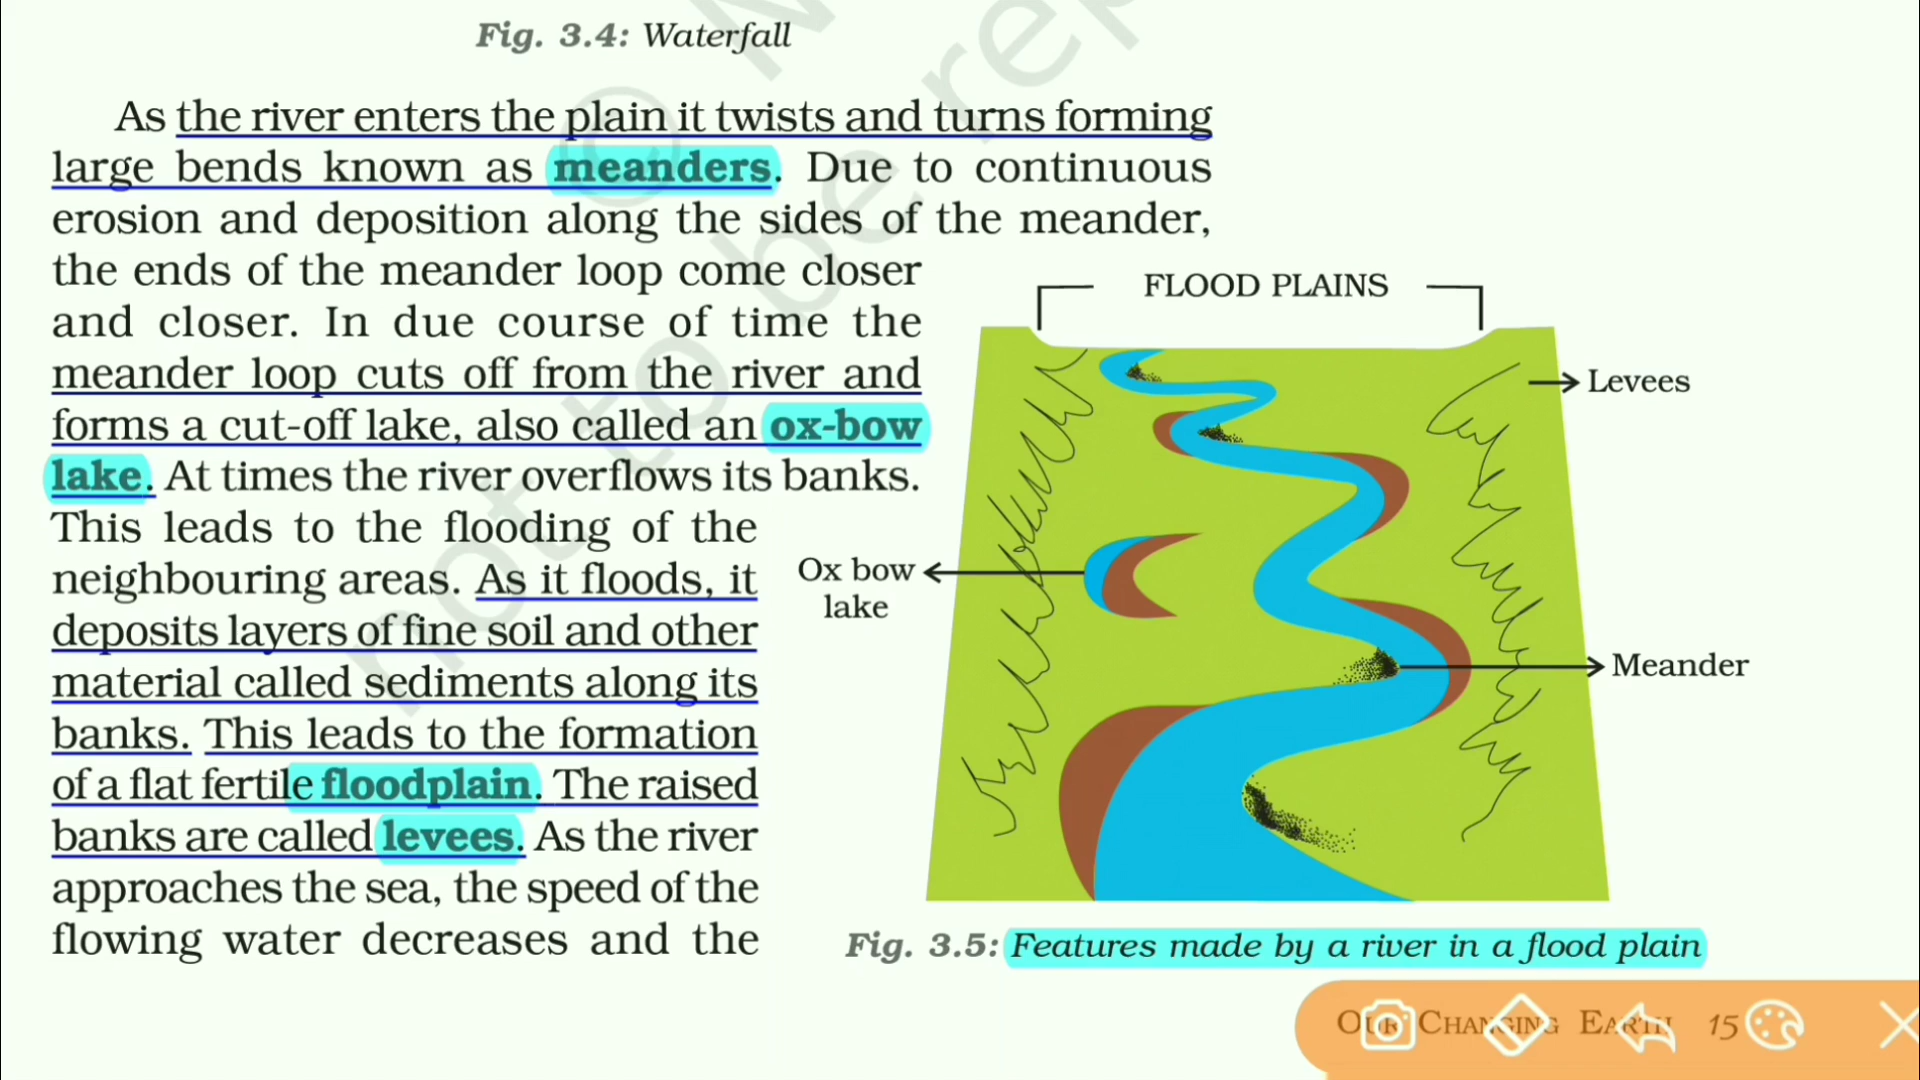 Fig. 3.4: Waterfall
As the river enters the plain it twists and turns forming
large bends known as meanders. Due to continuous
erosion and deposition along the sides of the meander,
the ends of the meander loop come closer
and closer. In due course of time the
meander loop cuts off from the river and
forms a cut-off lake, also called an ox-bow
lake. At times the river overflows its banks.
This leads to the flooding of the
neighbouring areas. As it floods, it
deposits layers of fine soil and other
material called sediments along its
banks. This leads to the formation
of a flat fertile floodplain. The raised
banks are called levees. As the river
approaches the sea, the speed of the
flowing water decreases and the
FLOOD PLAINS
Levees
Ox bow
lake
Meander
Fig. 3.5: Features made by a river in a flood plain
Our Changing Earth 15
© N
not to be rep